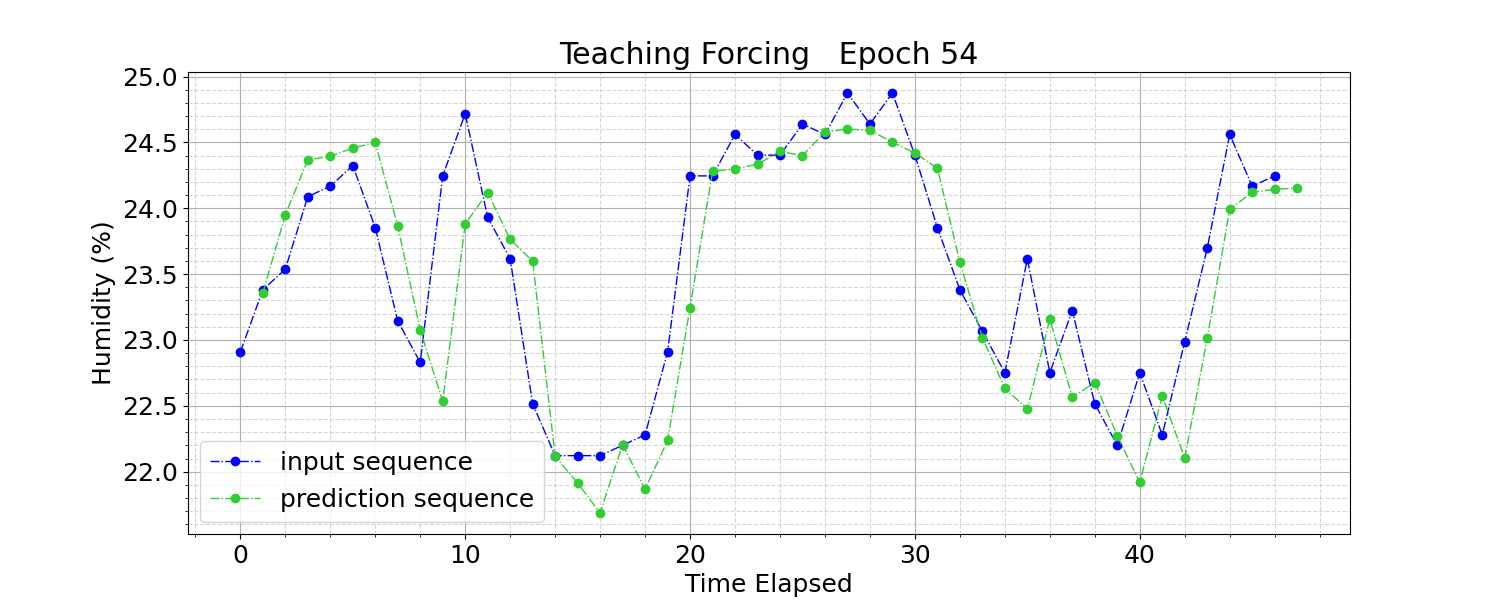 Teaching Forcing   Epoch 54
25.0
24.5
24.0
23.5
23.0
22.5
22.0
Humidity (%)
input sequence
prediction sequence
0 10 20 30 40
Time Elapsed